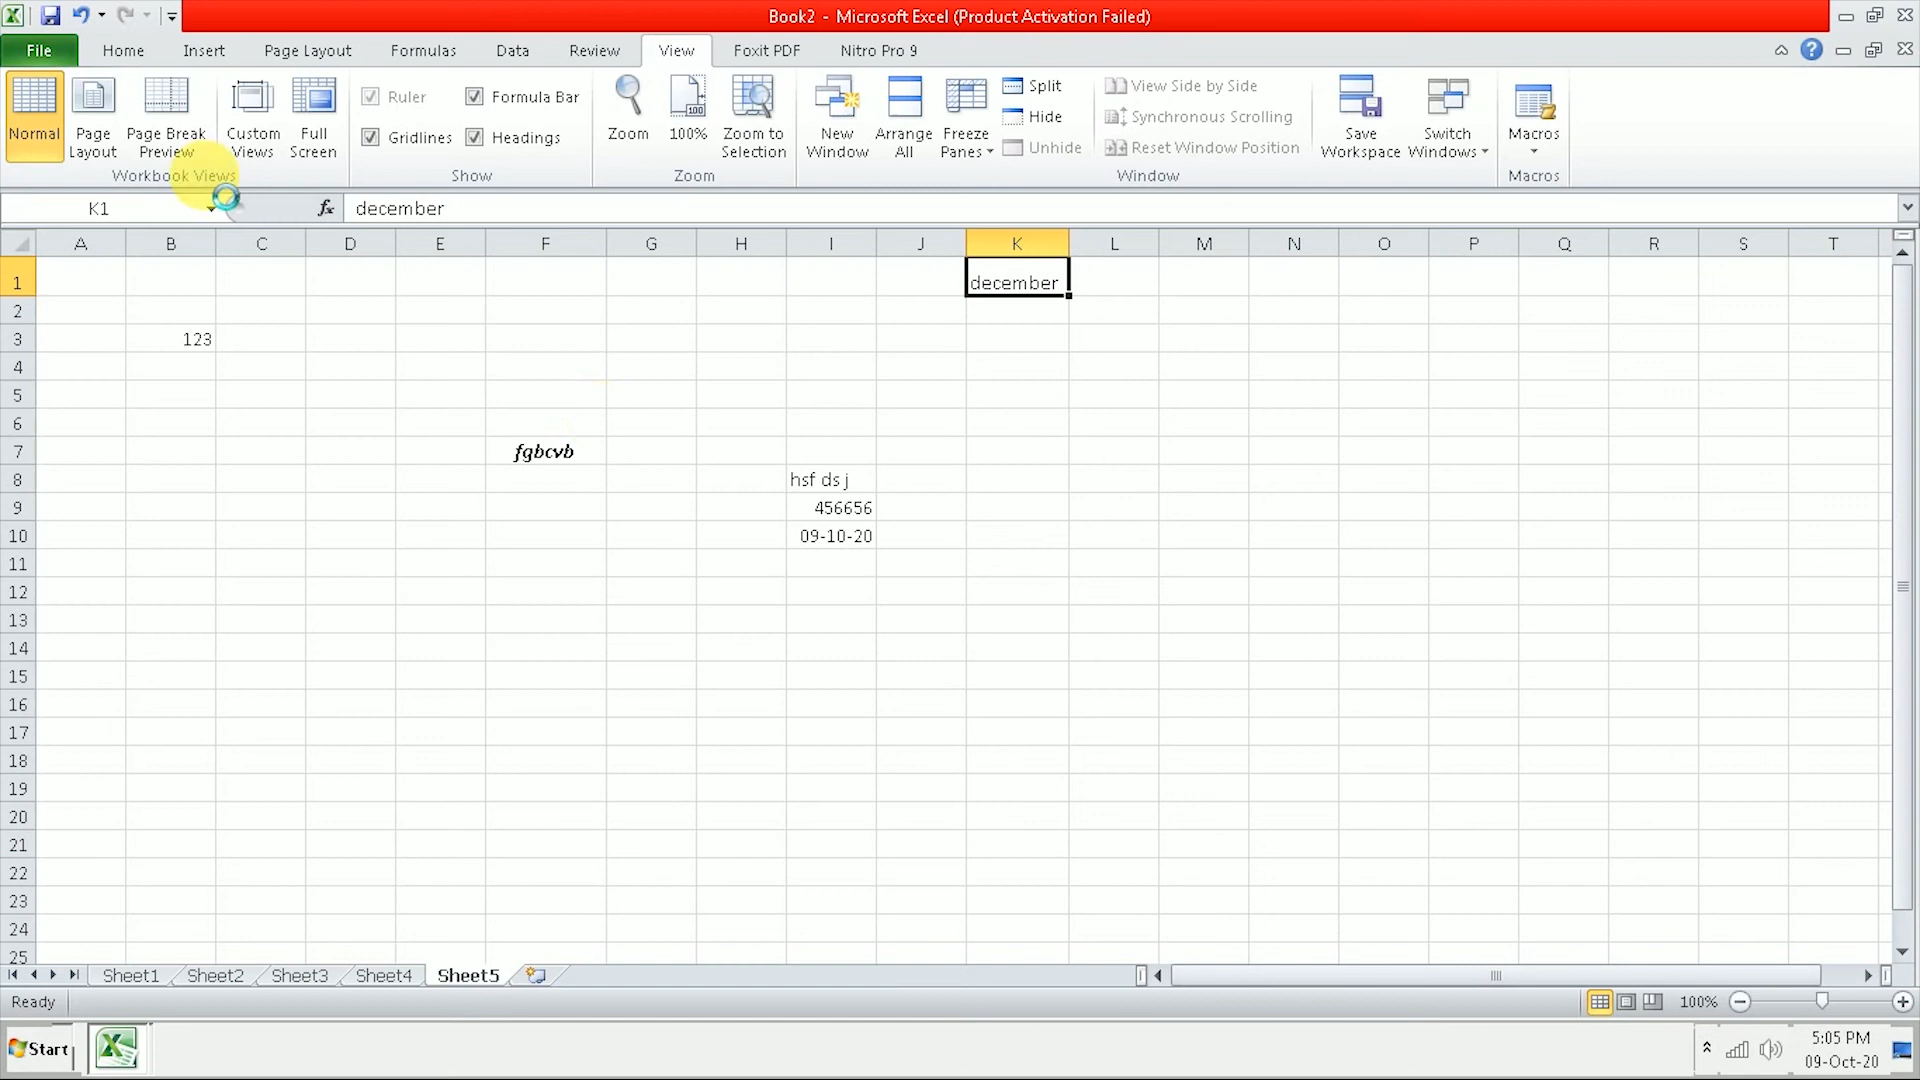 Book2 - Microsoft Excel (Product Activation Failed)
File Home Insert Page Layout Formulas Data Review View Foxit PDF Nitro Pro 9
Normal
Page Layout
Page Break Preview
Custom Views
Full Screen
Workbook Views
Ruler
Formula Bar
Gridlines
Headings
Show
Zoom
100
100%
Zoom to Selection
Zoom
New Window
Arrange All
Freeze Panes
Split
Hide
Unhide
View Side by Side
Synchronous Scrolling
Reset Window Position
Window
Save Workspace
Switch Windows
Macros
Macros
K1 fx december
A B C D E F G H I J K L M N O P Q R S T
1 december
2
3 123
4
5
6
7 fgbcvb
8 hsf ds j
9 456656
10 09-10-20
11
12
13
14
15
16
17
18
19
20
21
22
23
24
25
Sheet1 Sheet2 Sheet3 Sheet4 Sheet5
Ready 100%
Start 5:05 PM
09-Oct-20